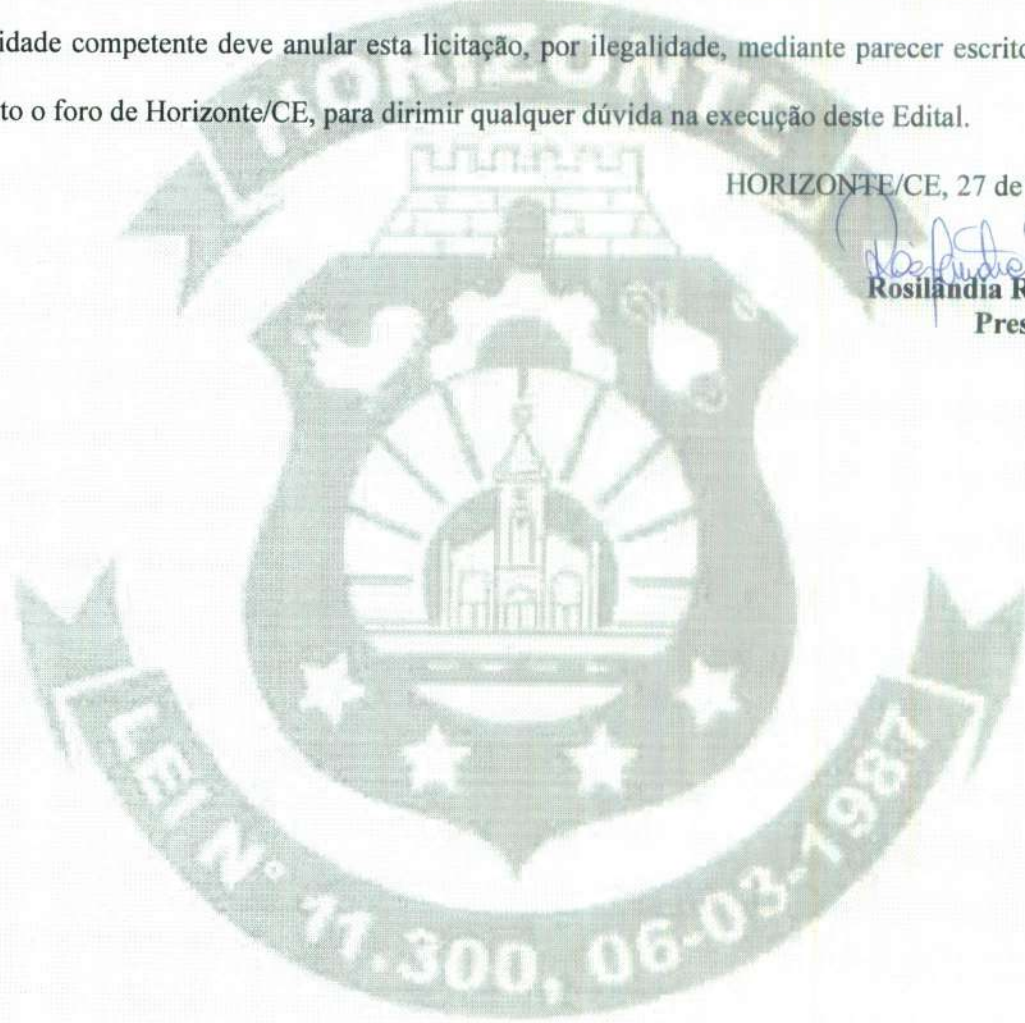 idade competente deve anular esta licitação, por ilegalidade, mediante parecer escrito
to o foro de Horizonte/CE, para dirimir qualquer dúvida na execução deste Edital.
HORIZONTE/CE, 27 de
Rosilândia R
Pres
HORIZONTE
LEI Nº 11.300, 06-03-1987